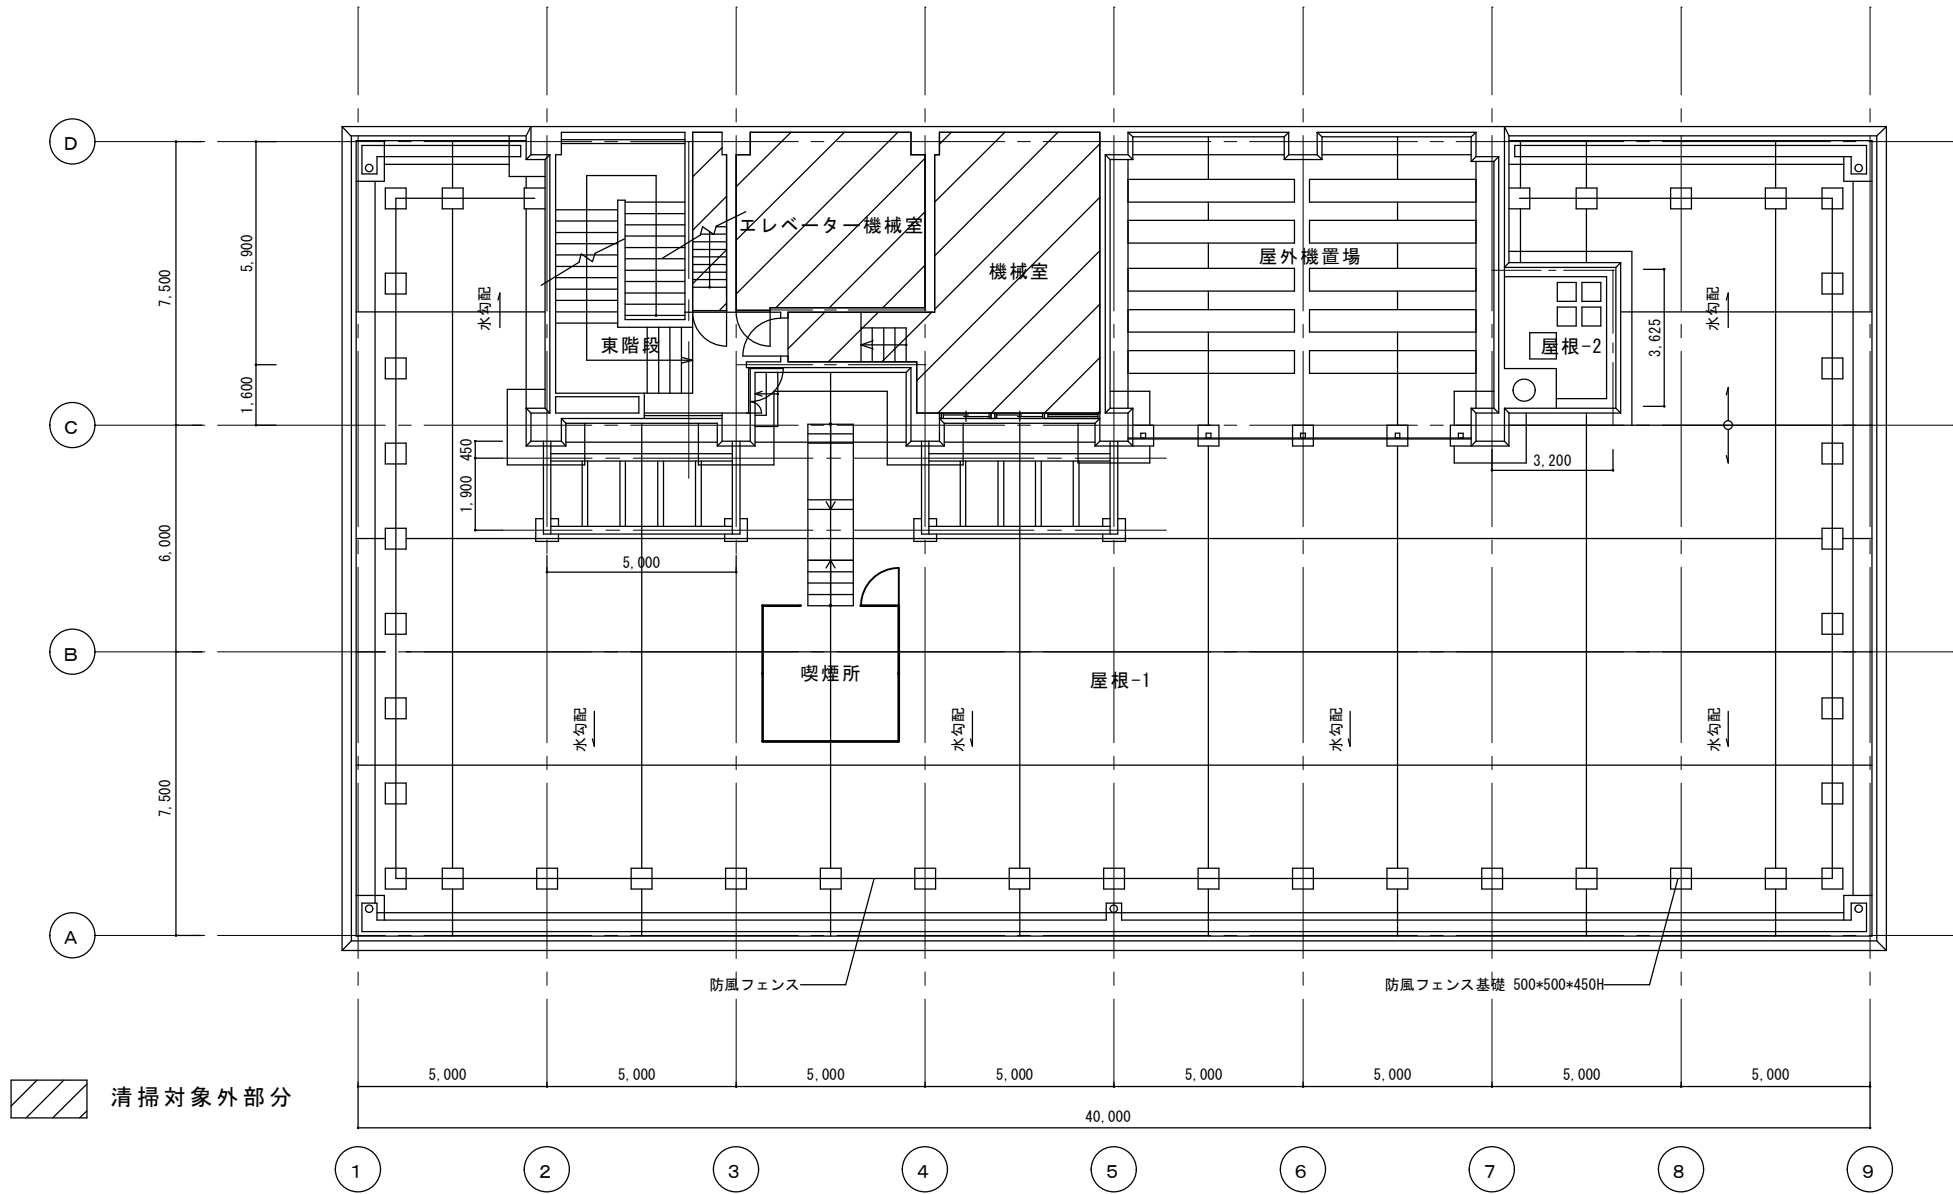 D
エレベーター機械室
屋外機置場
機械室
5,900
7,500
水勾配
水勾配
東階段
屋根-2
3,625
1,600
C
450
3,200
1,900
6,000
5,000
B
喫煙所
屋根-1
水勾配
水勾配
水勾配
水勾配
7,500
A
防風フェンス
防風フェンス基礎 500*500*450H
5,000
5,000
5,000
5,000
5,000
5,000
5,000
5,000
清掃対象外部分
40,000
1
2
3
4
5
6
7
8
9